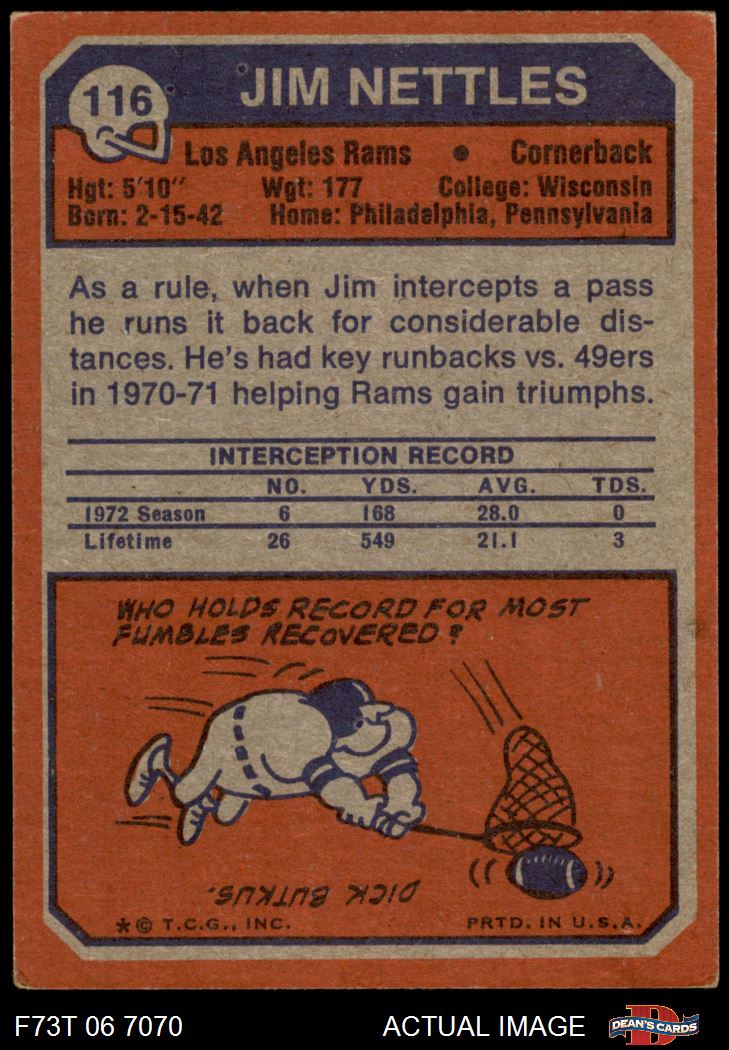 116
JIM NETTLES
Los Angeles Rams • Cornerback
Hgt: 5'10" Wgt: 177 College: Wisconsin
Born: 2-15-42 Home: Philadelphia, Pennsylvania
As a rule, when Jim intercepts a pass
he runs it back for considerable dis-
tances. He's had key runbacks vs. 49ers
in 1970-71 helping Rams gain triumphs.
INTERCEPTION RECORD
NO. YDS. AVG. TDS.
1972 Season 6 168 28.0 0
Lifetime 26 549 21.1 3
WHO HOLDS RECORD FOR MOST
FUMBLES RECOVERED?
DICK BUTKUS.
*© T.C.G., INC. PRTD. IN U.S.A.
F73T 06 7070 ACTUAL IMAGE D
DEAN'S CARDS